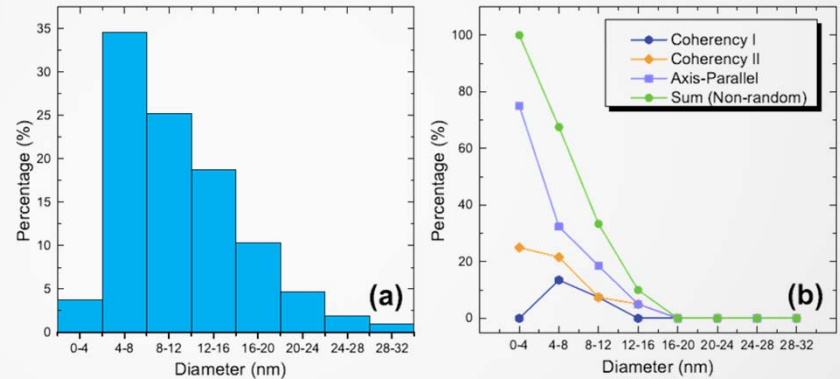 35
30
25
20
15
10
5
0
Percentage (%)
0-4 4-8 8-12 12-16 16-20 20-24 24-28 28-32
Diameter (nm)
(a)
100
80
60
40
20
0
Percentage (%)
Coherency I
Coherency II
Axis-Parallel
Sum (Non-random)
0-4 4-8 8-12 12-16 16-20 20-24 24-28 28-32
Diameter (nm)
(b)